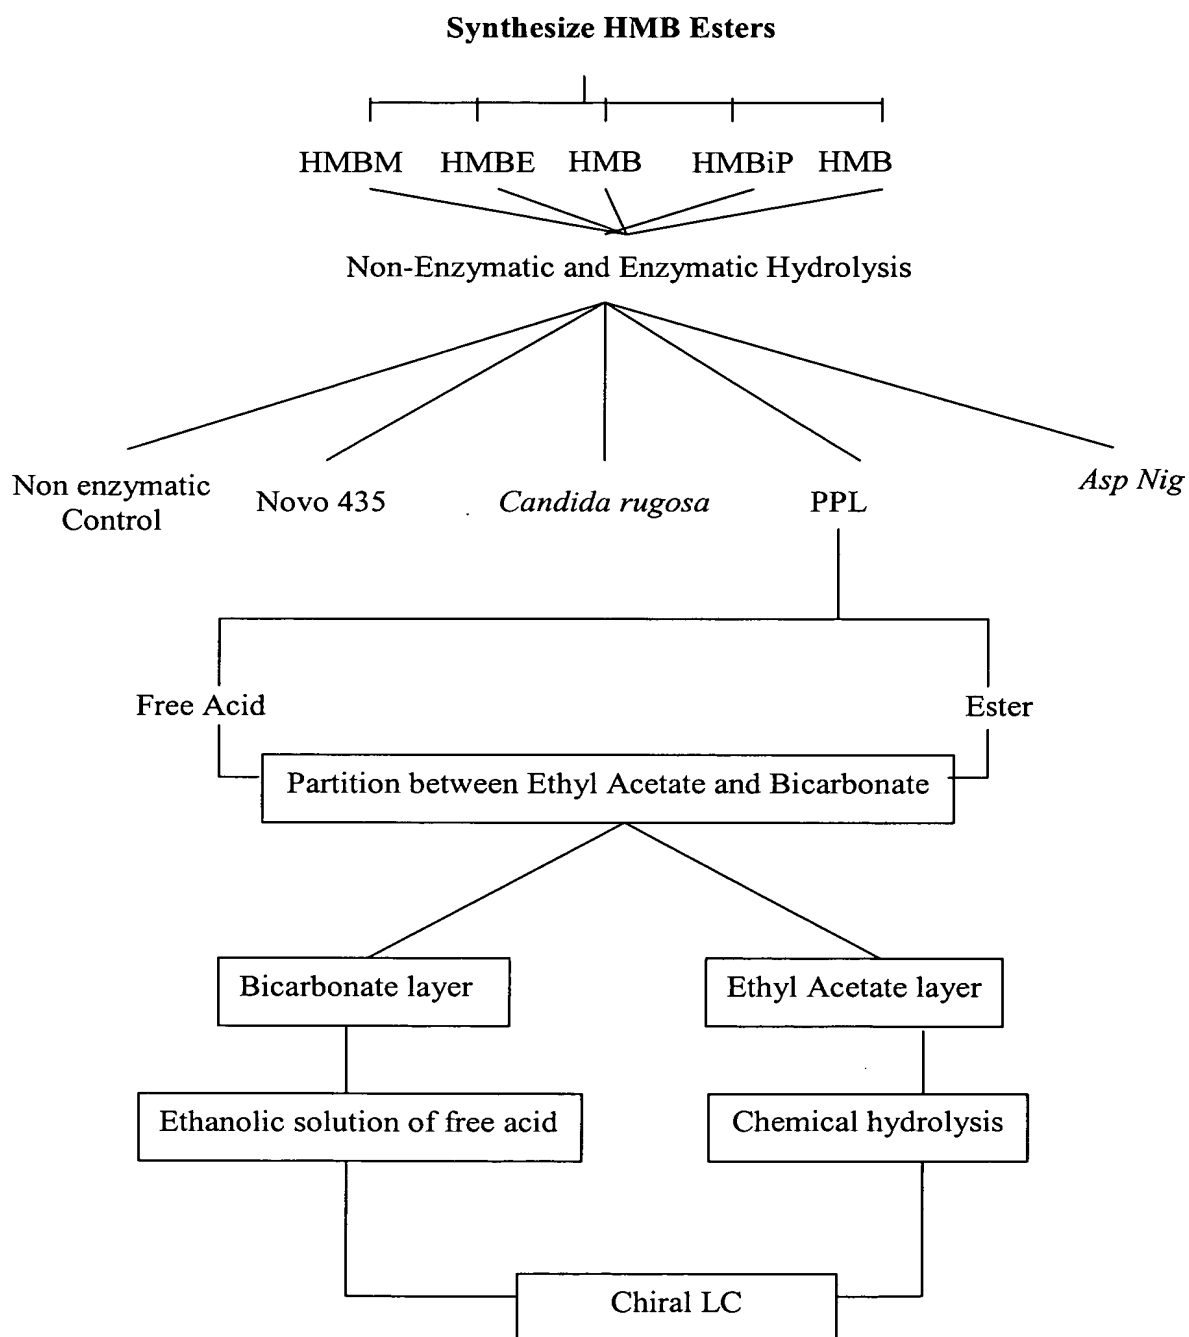 Synthesize HMB Esters
HMBM HMBE HMB HMBiP HMB
Non-Enzymatic and Enzymatic Hydrolysis
Non enzymatic
Control
Novo 435
Candida rugosa
PPL
Asp Nig
Free Acid
Ester
Partition between Ethyl Acetate and Bicarbonate
Bicarbonate layer
Ethyl Acetate layer
Ethanolic solution of free acid
Chemical hydrolysis
Chiral LC